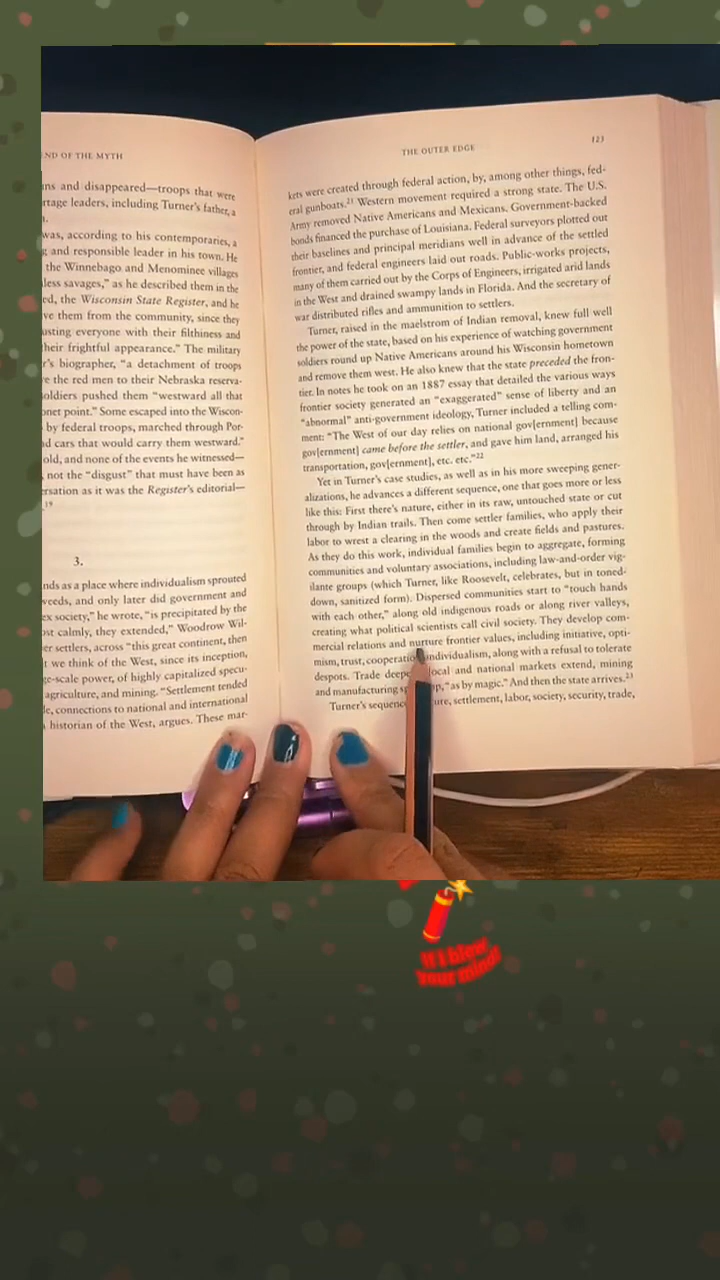 END OF THE MYTH
ns and disappeared—troops that were
rtage leaders, including Turner's father, a
was, according to his contemporaries, a
g and responsible leader in his town. He
the Winnebago and Menominee villages
less savages," as he described them in the
ed, the Wisconsin State Register, and he
ve them from the community, since they
usting everyone with their filthiness and
heir frightful appearance." The military
r's biographer, "a detachment of troops
e the red men to their Nebraska reserva-
oldiers pushed them "westward all that
onet point." Some escaped into the Wiscon-
by federal troops, marched through Por-
d cars that would carry them westward."
old, and none of the events he witnessed—
not the "disgust" that must have been as
rsation as it was the Register's editorial—
19
3.
nds as a place where individualism sprouted
weeds, and only later did government and
ex society," he wrote, "is precipitated by the
ost calmly, they extended," Woodrow Wil-
er settlers, across "this great continent, then
t we think of the West, since its inception,
ge-scale power, of highly capitalized specu-
agriculture, and mining. "Settlement tended
le, connections to national and international
historian of the West, argues. These mar-
THE OUTER EDGE
123
kets were created through federal action, by, among other things, fed-
eral gunboats.21 Western movement required a strong state. The U.S.
Army removed Native Americans and Mexicans. Government-backed
bonds financed the purchase of Louisiana. Federal surveyors plotted out
their baselines and principal meridians well in advance of the settled
frontier, and federal engineers laid out roads. Public-works projects,
many of them carried out by the Corps of Engineers, irrigated arid lands
in the West and drained swampy lands in Florida. And the secretary of
war distributed rifles and ammunition to settlers.
Turner, raised in the maelstrom of Indian removal, knew full well
the power of the state, based on his experience of watching government
soldiers round up Native Americans around his Wisconsin hometown
and remove them west. He also knew that the state preceded the fron-
tier. In notes he took on an 1887 essay that detailed the various ways
frontier society generated an "exaggerated" sense of liberty and an
"abnormal" anti-government ideology, Turner included a telling com-
ment: "The West of our day relies on national gov[ernment] because
gov[ernment] came before the settler, and gave him land, arranged his
transportation, gov[ernment], etc. etc."22
Yet in Turner's case studies, as well as in his more sweeping gener-
alizations, he advances a different sequence, one that goes more or less
like this: First there's nature, either in its raw, untouched state or cut
through by Indian trails. Then come settler families, who apply their
labor to wrest a clearing in the woods and create fields and pastures.
As they do this work, individual families begin to aggregate, forming
communities and voluntary associations, including law-and-order vig-
ilante groups (which Turner, like Roosevelt, celebrates, but in toned-
down, sanitized form). Dispersed communities start to "touch hands
with each other," along old indigenous roads or along river valleys,
creating what political scientists call civil society. They develop com-
mercial relations and nurture frontier values, including initiative, opti-
mism, trust, cooperatio individualism, along with a refusal to tolerate
despots. Trade deepe local and national markets extend, mining
and manufacturing sp p, "as by magic." And then the state arrives.23
Turner's sequenc ure, settlement, labor, society, security, trade,
If I blew
your mind!